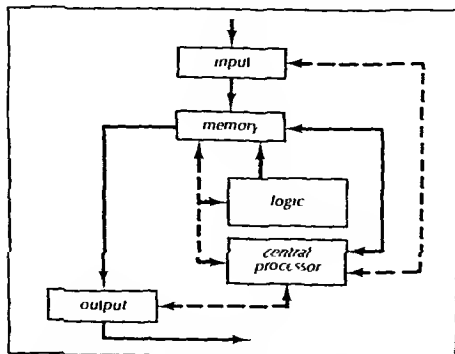 input
memory
logic
central
processor
output